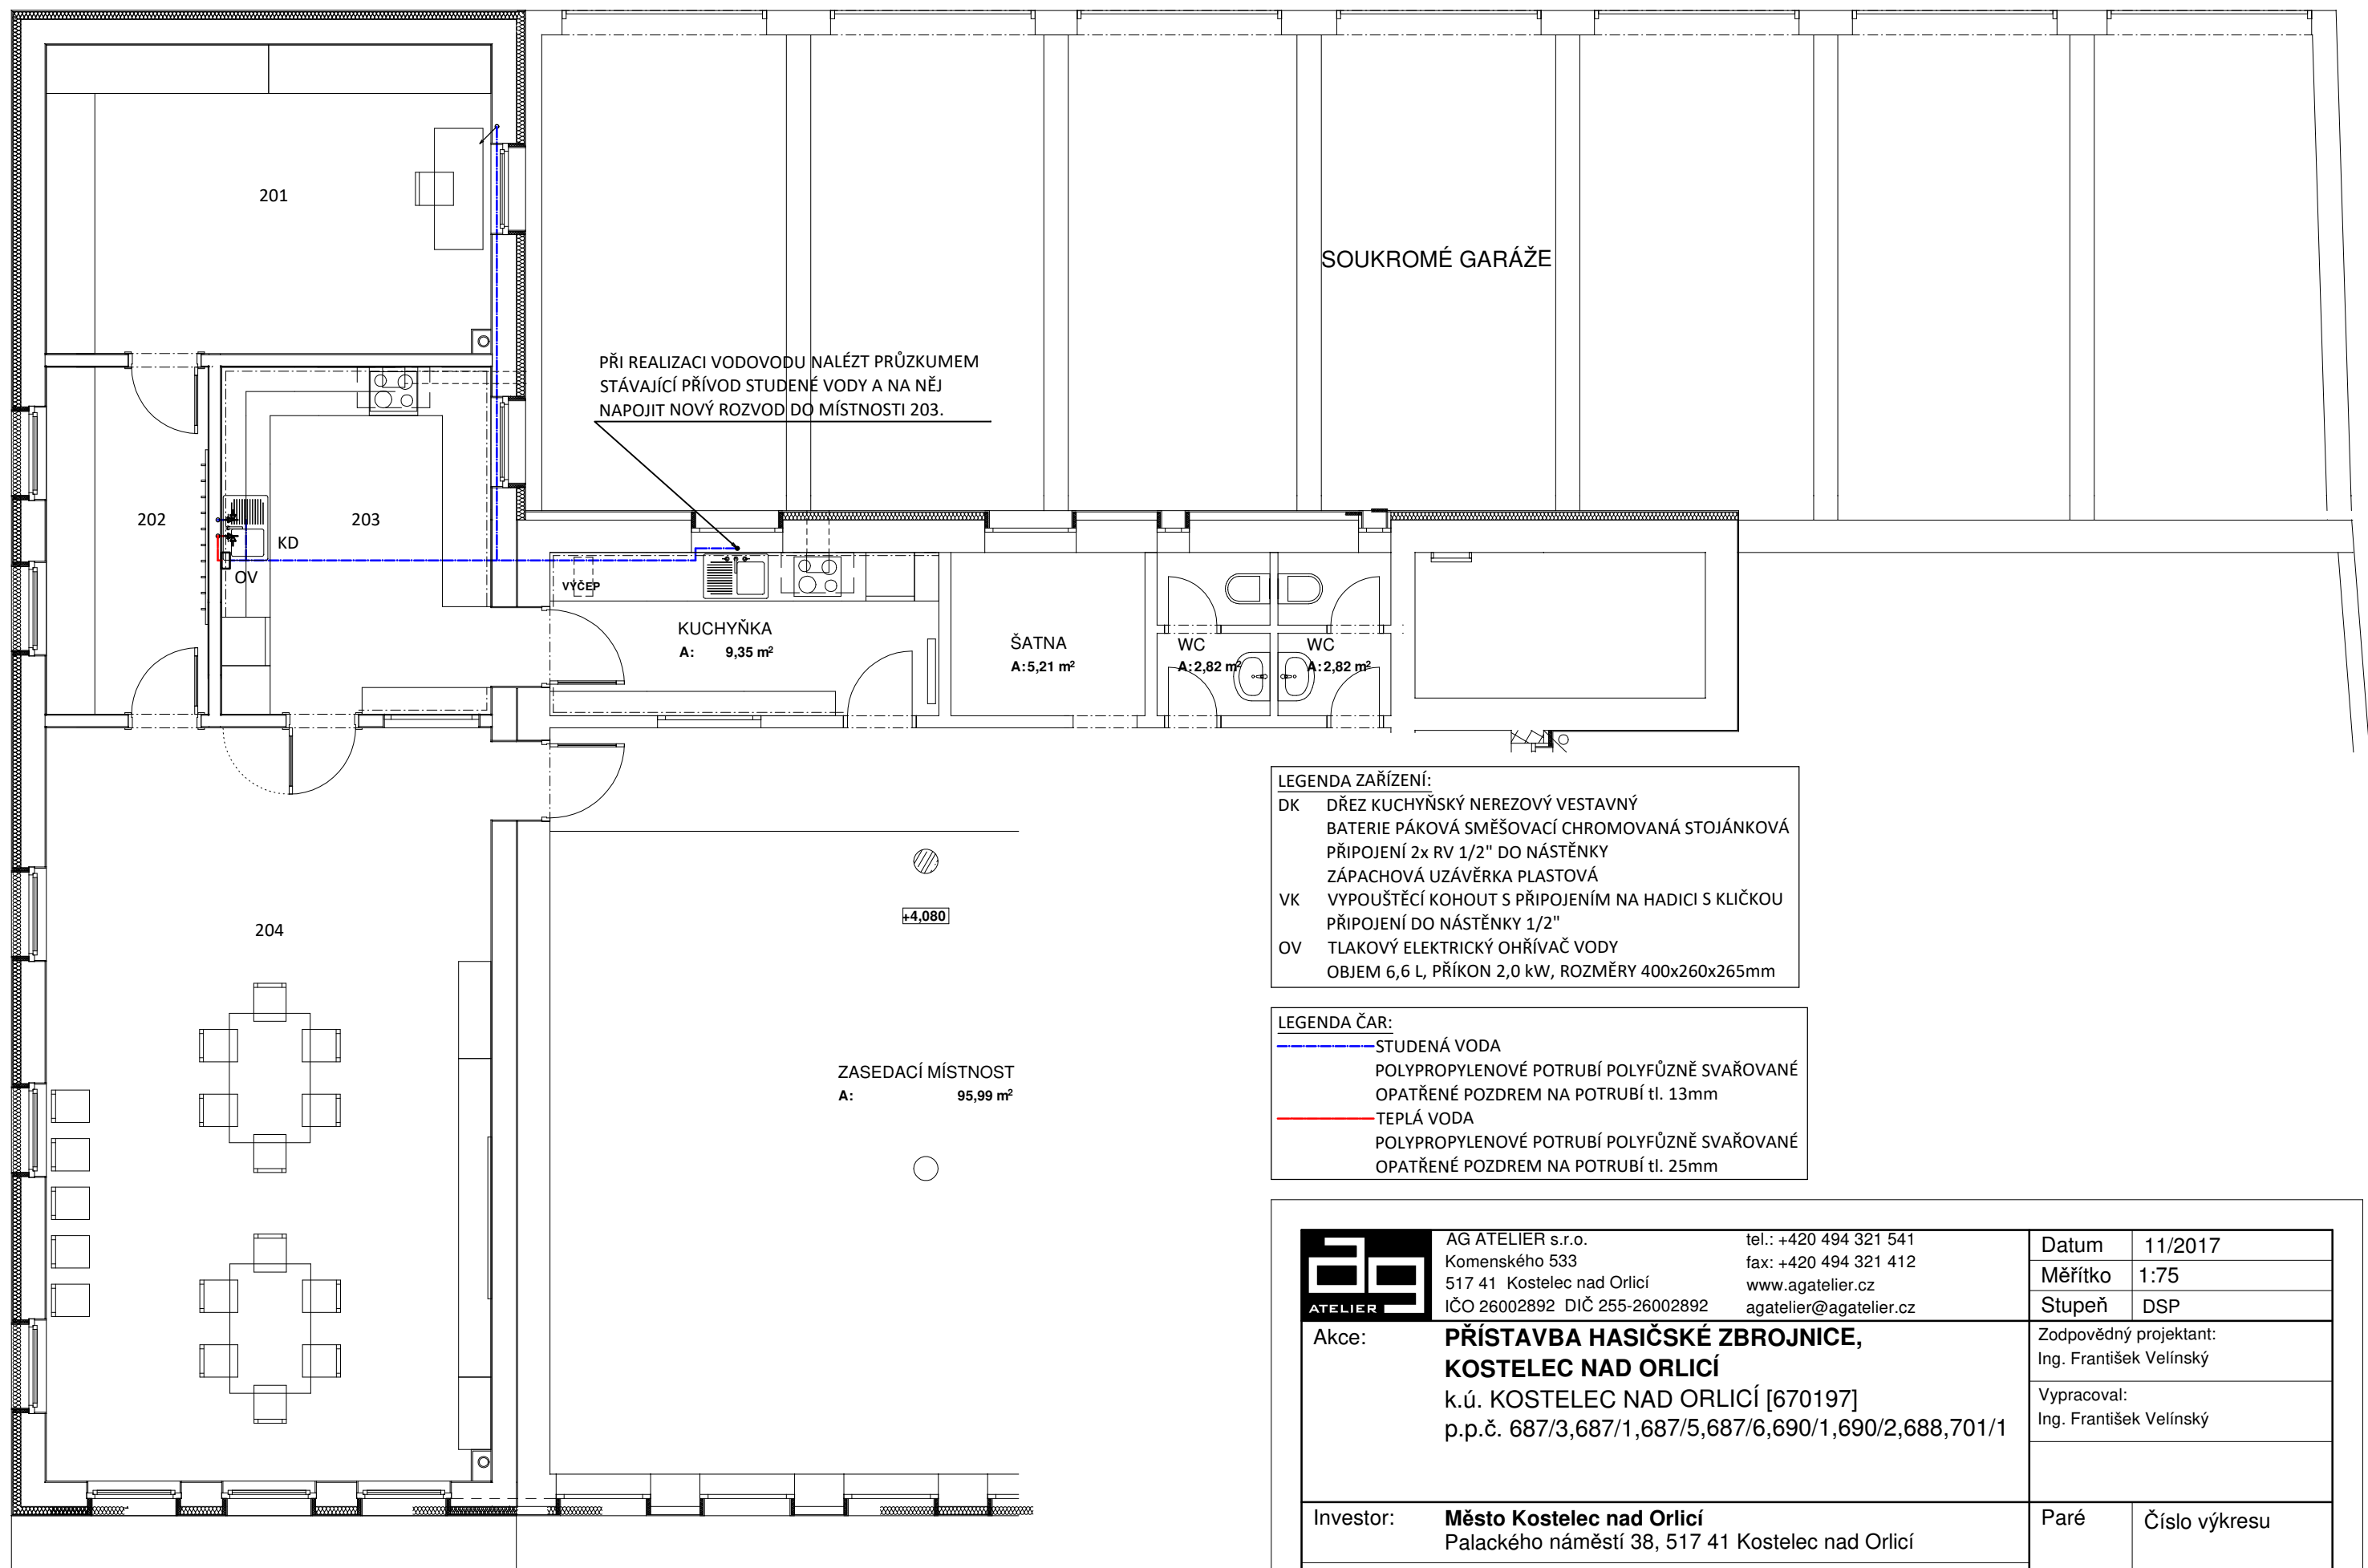 201
SOUKROMÉ GARÁŽE
PŘI REALIZACI VODOVODU NALÉZT PRŮZKUMEM
STÁVAJÍCÍ PŘÍVOD STUDENÉ VODY A NA NĚJ
NAPOJIT NOVÝ ROZVOD DO MÍSTNOSTI 203.
202
203
KD
OV
VÝČEP
KUCHYŇKA
A: 9,35 m²
ŠATNA
A:5,21 m²
WC
A:2,82 m²
WC
A:2,82 m²
204
+4,080
ZASEDACÍ MÍSTNOST
A: 95,99 m²
LEGENDA ZAŘÍZENÍ:
DK DŘEZ KUCHYŇSKÝ NEREZOVÝ VESTAVNÝ
BATERIE PÁKOVÁ SMĚŠOVACÍ CHROMOVANÁ STOJÁNKOVÁ
PŘIPOJENÍ 2x RV 1/2" DO NÁSTĚNKY
ZÁPACHOVÁ UZÁVĚRKA PLASTOVÁ
VK VYPOUŠTĚCÍ KOHOUT S PŘIPOJENÍM NA HADICI S KLIČKOU
PŘIPOJENÍ DO NÁSTĚNKY 1/2"
OV TLAKOVÝ ELEKTRICKÝ OHŘÍVAČ VODY
OBJEM 6,6 L, PŘÍKON 2,0 kW, ROZMĚRY 400x260x265mm
LEGENDA ČAR:
STUDENÁ VODA
POLYPROPYLENOVÉ POTRUBÍ POLYFŮZNĚ SVAŘOVANÉ
OPATŘENÉ POZDREM NA POTRUBÍ tl. 13mm
TEPLÁ VODA
POLYPROPYLENOVÉ POTRUBÍ POLYFŮZNĚ SVAŘOVANÉ
OPATŘENÉ POZDREM NA POTRUBÍ tl. 25mm
ag
ATELIER
AG ATELIER s.r.o.
Komenského 533
517 41 Kostelec nad Orlicí
IČO 26002892 DIČ 255-26002892
tel.: +420 494 321 541
fax: +420 494 321 412
www.agatelier.cz
agatelier@agatelier.cz
Datum 11/2017
Měřítko 1:75
Stupeň DSP
Akce: PŘÍSTAVBA HASIČSKÉ ZBROJNICE,
KOSTELEC NAD ORLICÍ
k.ú. KOSTELEC NAD ORLICÍ [670197]
p.p.č. 687/3,687/1,687/5,687/6,690/1,690/2,688,701/1
Zodpovědný projektant:
Ing. František Velínský
Vypracoval:
Ing. František Velínský
Investor: Město Kostelec nad Orlicí
Palackého náměstí 38, 517 41 Kostelec nad Orlicí
Paré
Číslo výkresu